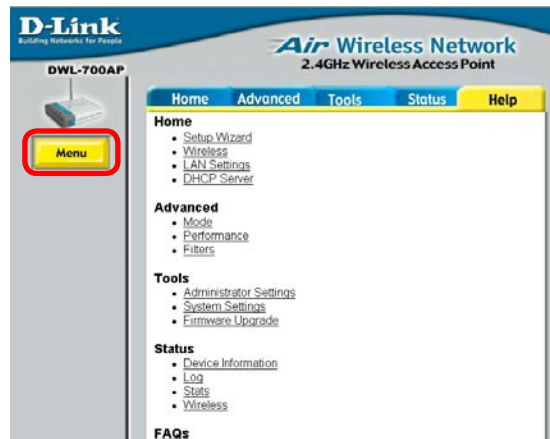 D-Link
Building Networks for People
Air Wireless Network
2.4GHz Wireless Access Point
DWL-700AP
Home Advanced Tools Status Help
Menu
Home
• Setup Wizard
• Wireless
• LAN Settings
• DHCP Server
Advanced
• Mode
• Performance
• Filters
Tools
• Administrator Settings
• System Settings
• Firmware Upgrade
Status
• Device Information
• Log
• Stats
• Wireless
FAQs